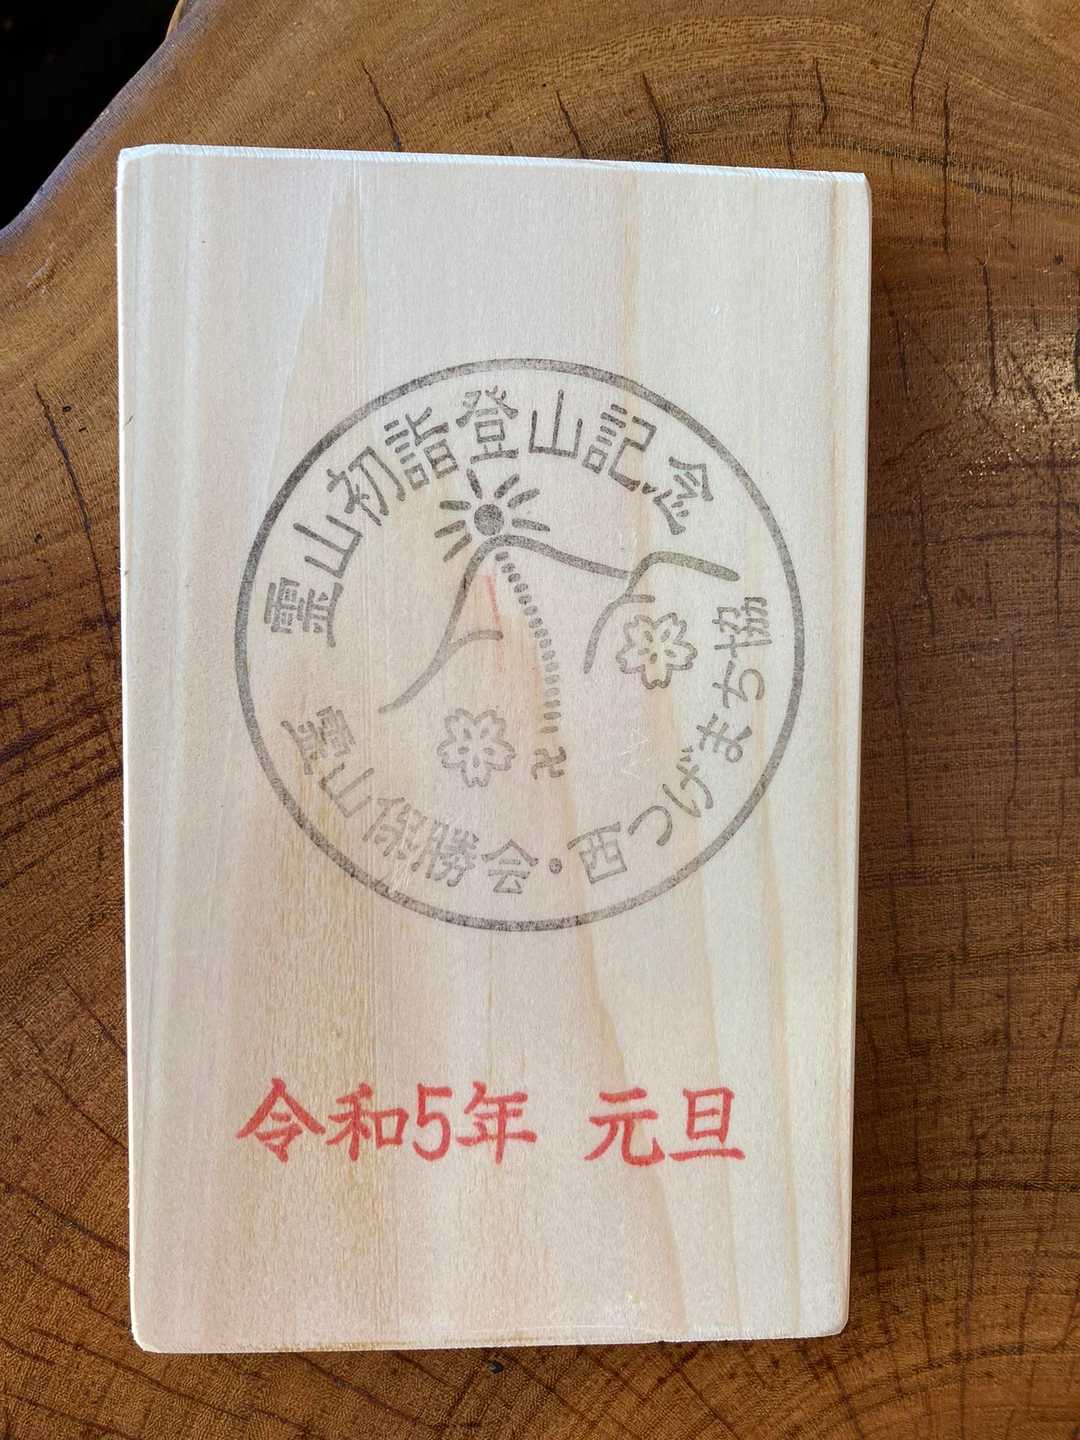 霊山初詣登山記念
霊山保勝会・西つげまち協
卍
令和5年 元旦